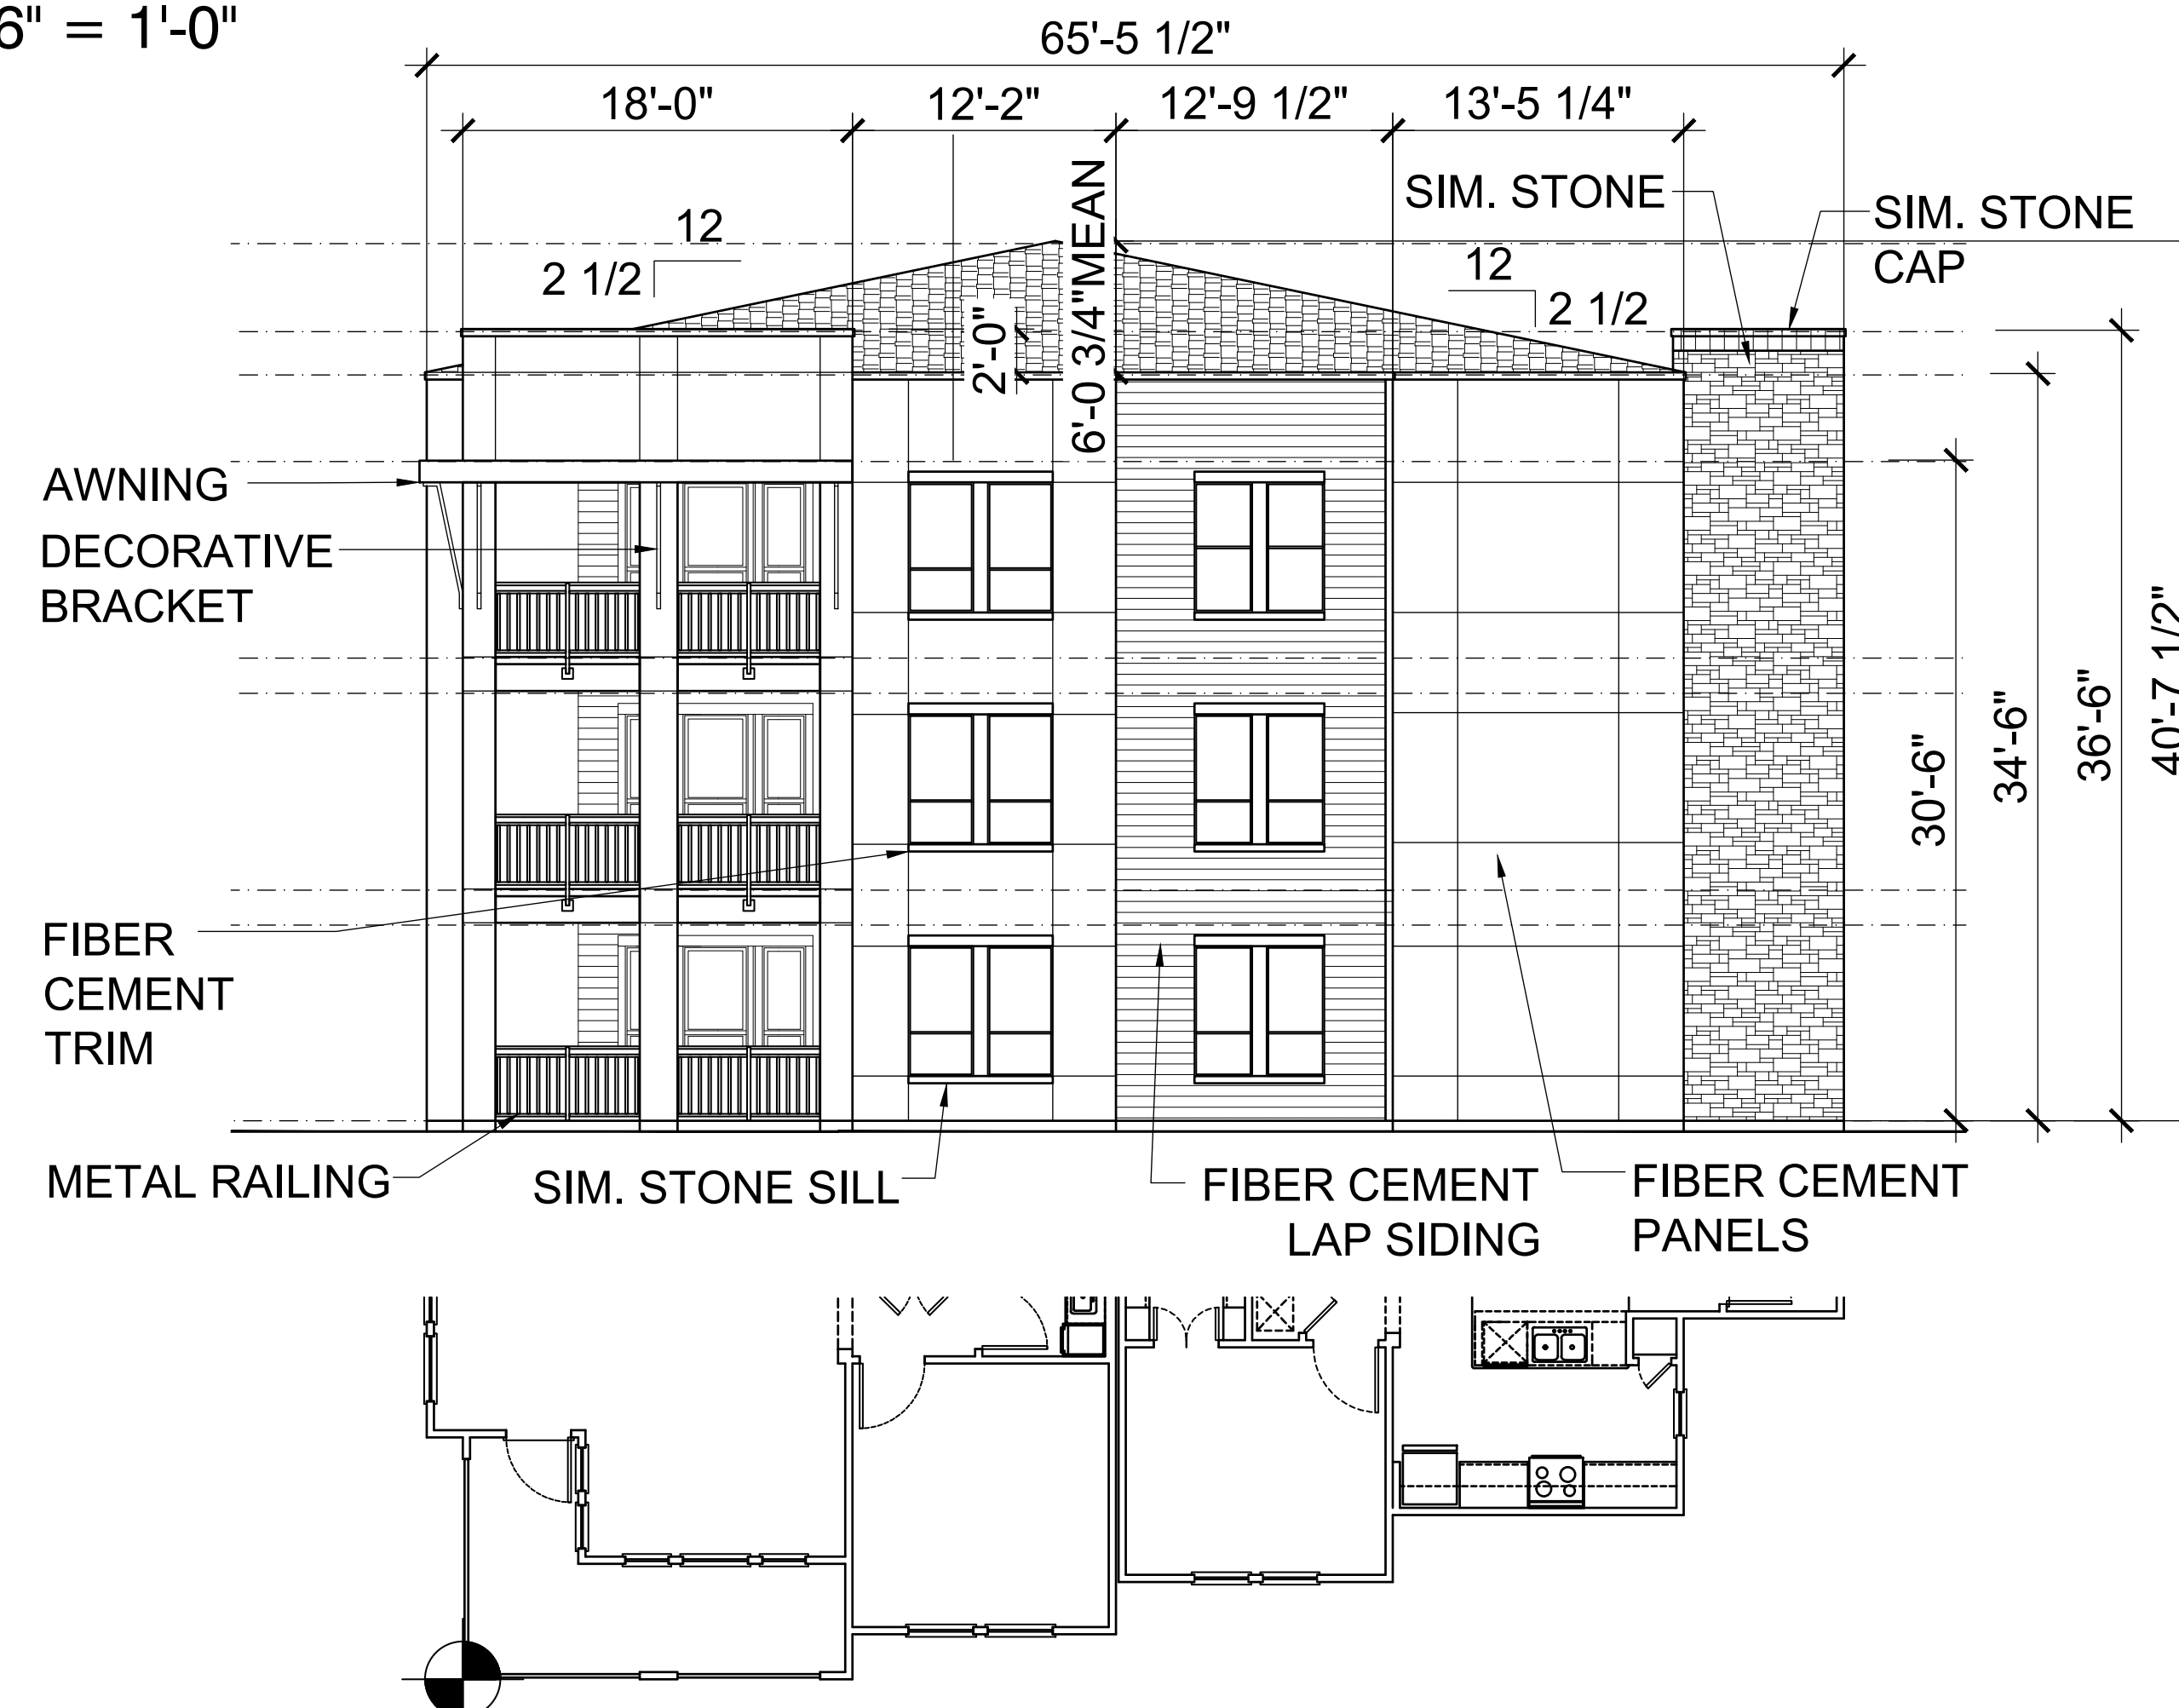 6" = 1'-0"
65'-5 1/2"
18'-0"
12'-2"
12'-9 1/2"
13'-5 1/4"
SIM. STONE
SIM. STONE
CAP
12
2 1/2
12
2 1/2
2'-0"
6'-0 3/4"MEAN
AWNING
DECORATIVE
BRACKET
30'-6"
34'-6"
36'-6"
40'-7 1/2"
FIBER
CEMENT
TRIM
METAL RAILING
SIM. STONE SILL
FIBER CEMENT
LAP SIDING
FIBER CEMENT
PANELS